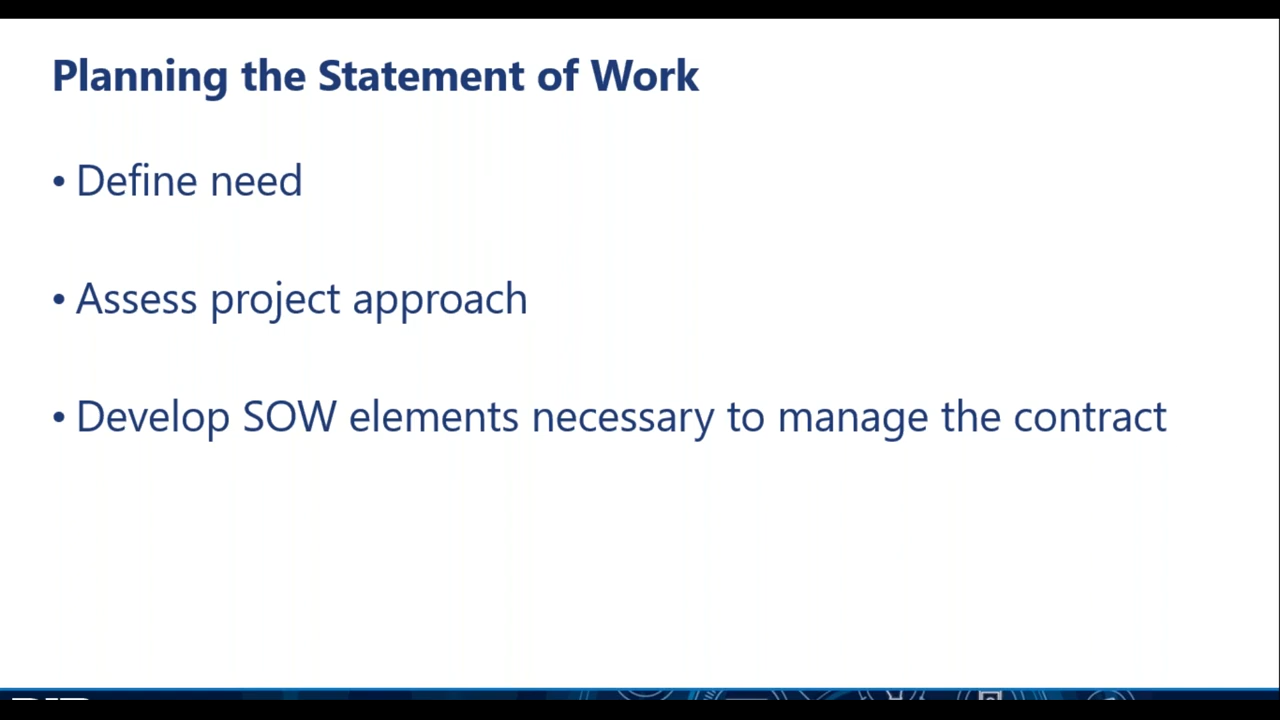 Planning the Statement of Work
• Define need
• Assess project approach
• Develop SOW elements necessary to manage the contract